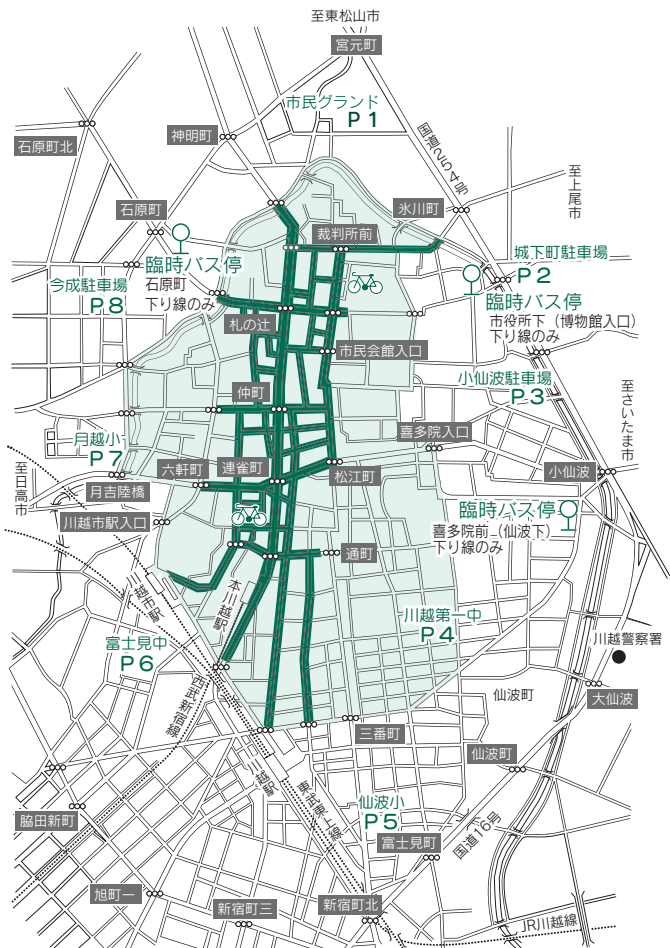 至東松山市
宮元町
市民グランド
P1
神明町
石原町北
国道254号
至上尾市
石原町
氷川町
裁判所前
臨時バス停
石原町
下り線のみ
城下町駐車場
P2
今成駐車場
P8
臨時バス停
市役所下（博物館入口）
下り線のみ
札の辻
市民会館入口
小仙波駐車場
P3
至さいたま市
仲町
喜多院入口
月越小
P7
六軒町
連雀町
松江町
小仙波
至日高市
月吉陸橋
川越市駅入口
臨時バス停
喜多院前（仙波下）
下り線のみ
通町
川越市駅
本川越駅
川越第一中
P4
富士見中
P6
川越警察署
西武新宿線
仙波町
大仙波
三番町
仙波町
川越駅
東武東上線
仙波小
P5
脇田新町
国道16号
富士見町
旭町一
新宿町三
新宿町北
JR川越線